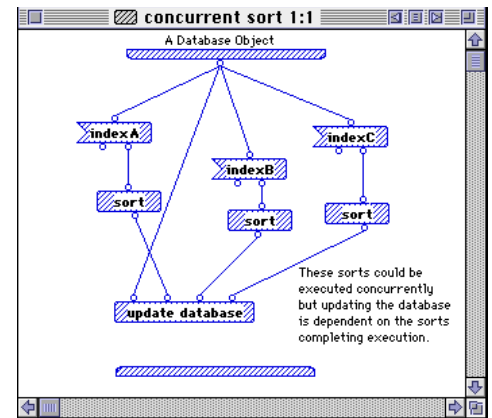 concurrent sort 1:1
A Database Object
indexA
indexC
indexB
sort
sort
sort
These sorts could be
executed concurrently
but updating the database
is dependent on the sorts
completing execution.
update database